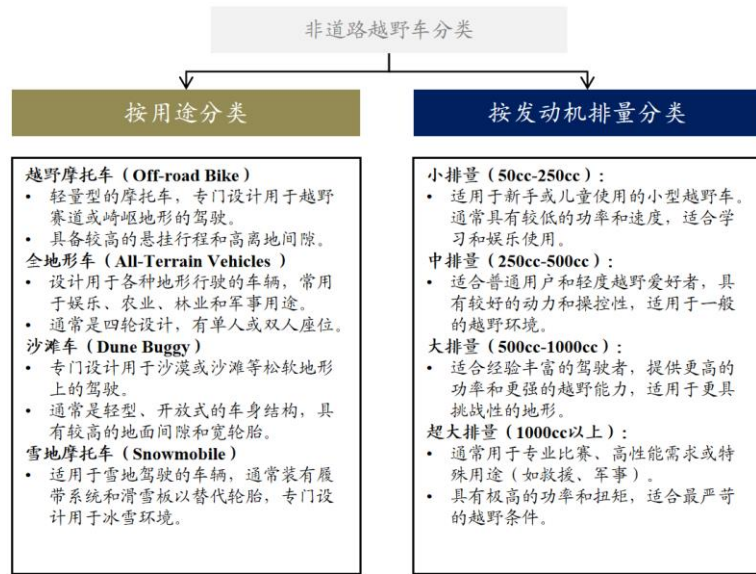 非道路越野车分类
按用途分类
越野摩托车（Off-road Bike）
• 轻量型的摩托车，专门设计用于越野
赛道或崎岖地形的驾驶。
• 具备较高的悬挂行程和高离地间隙。
全地形车（All-Terrain Vehicles）
• 设计用于各种地形行驶的车辆，常用
于娱乐、农业、林业和军事用途。
• 通常是四轮设计，有单人或双人座位。
沙滩车（Dune Buggy）
• 专门设计用于沙漠或沙滩等松软地形
上的驾驶。
• 通常是轻型、开放式的车身结构，具
有较高的地面间隙和宽轮胎。
雪地摩托车（Snowmobile）
• 适用于雪地驾驶的车辆，通常装有履
带系统和滑雪板以替代轮胎，专门设
计用于冰雪环境。
按发动机排量分类
小排量（50cc-250cc）：
• 适用于新手或儿童使用的小型越野车。
通常具有较低的功率和速度，适合学
习和娱乐使用。
中排量（250cc-500cc）：
• 适合普通用户和轻度越野爱好者，具
有较好的动力和操控性，适用于一般
的越野环境。
大排量（500cc-1000cc）：
• 适合经验丰富的驾驶者，提供更高的
功率和更强的越野能力，适用于更具
挑战性的地形。
超大排量（1000cc以上）：
• 通常用于专业比赛、高性能需求或特
殊用途（如救援、军事）。
• 具有极高的功率和扭矩，适合最严苛
的越野条件。